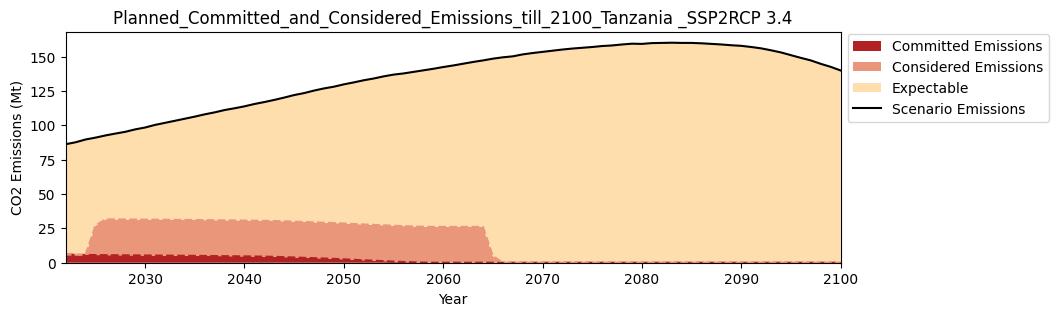 Planned_Committed_and_Considered_Emissions_till_2100_Tanzania _SSP2RCP 3.4
CO2 Emissions (Mt)
150
125
100
75
50
25
0
2030 2040 2050 2060 2070 2080 2090 2100
Year
Committed Emissions
Considered Emissions
Expectable
Scenario Emissions